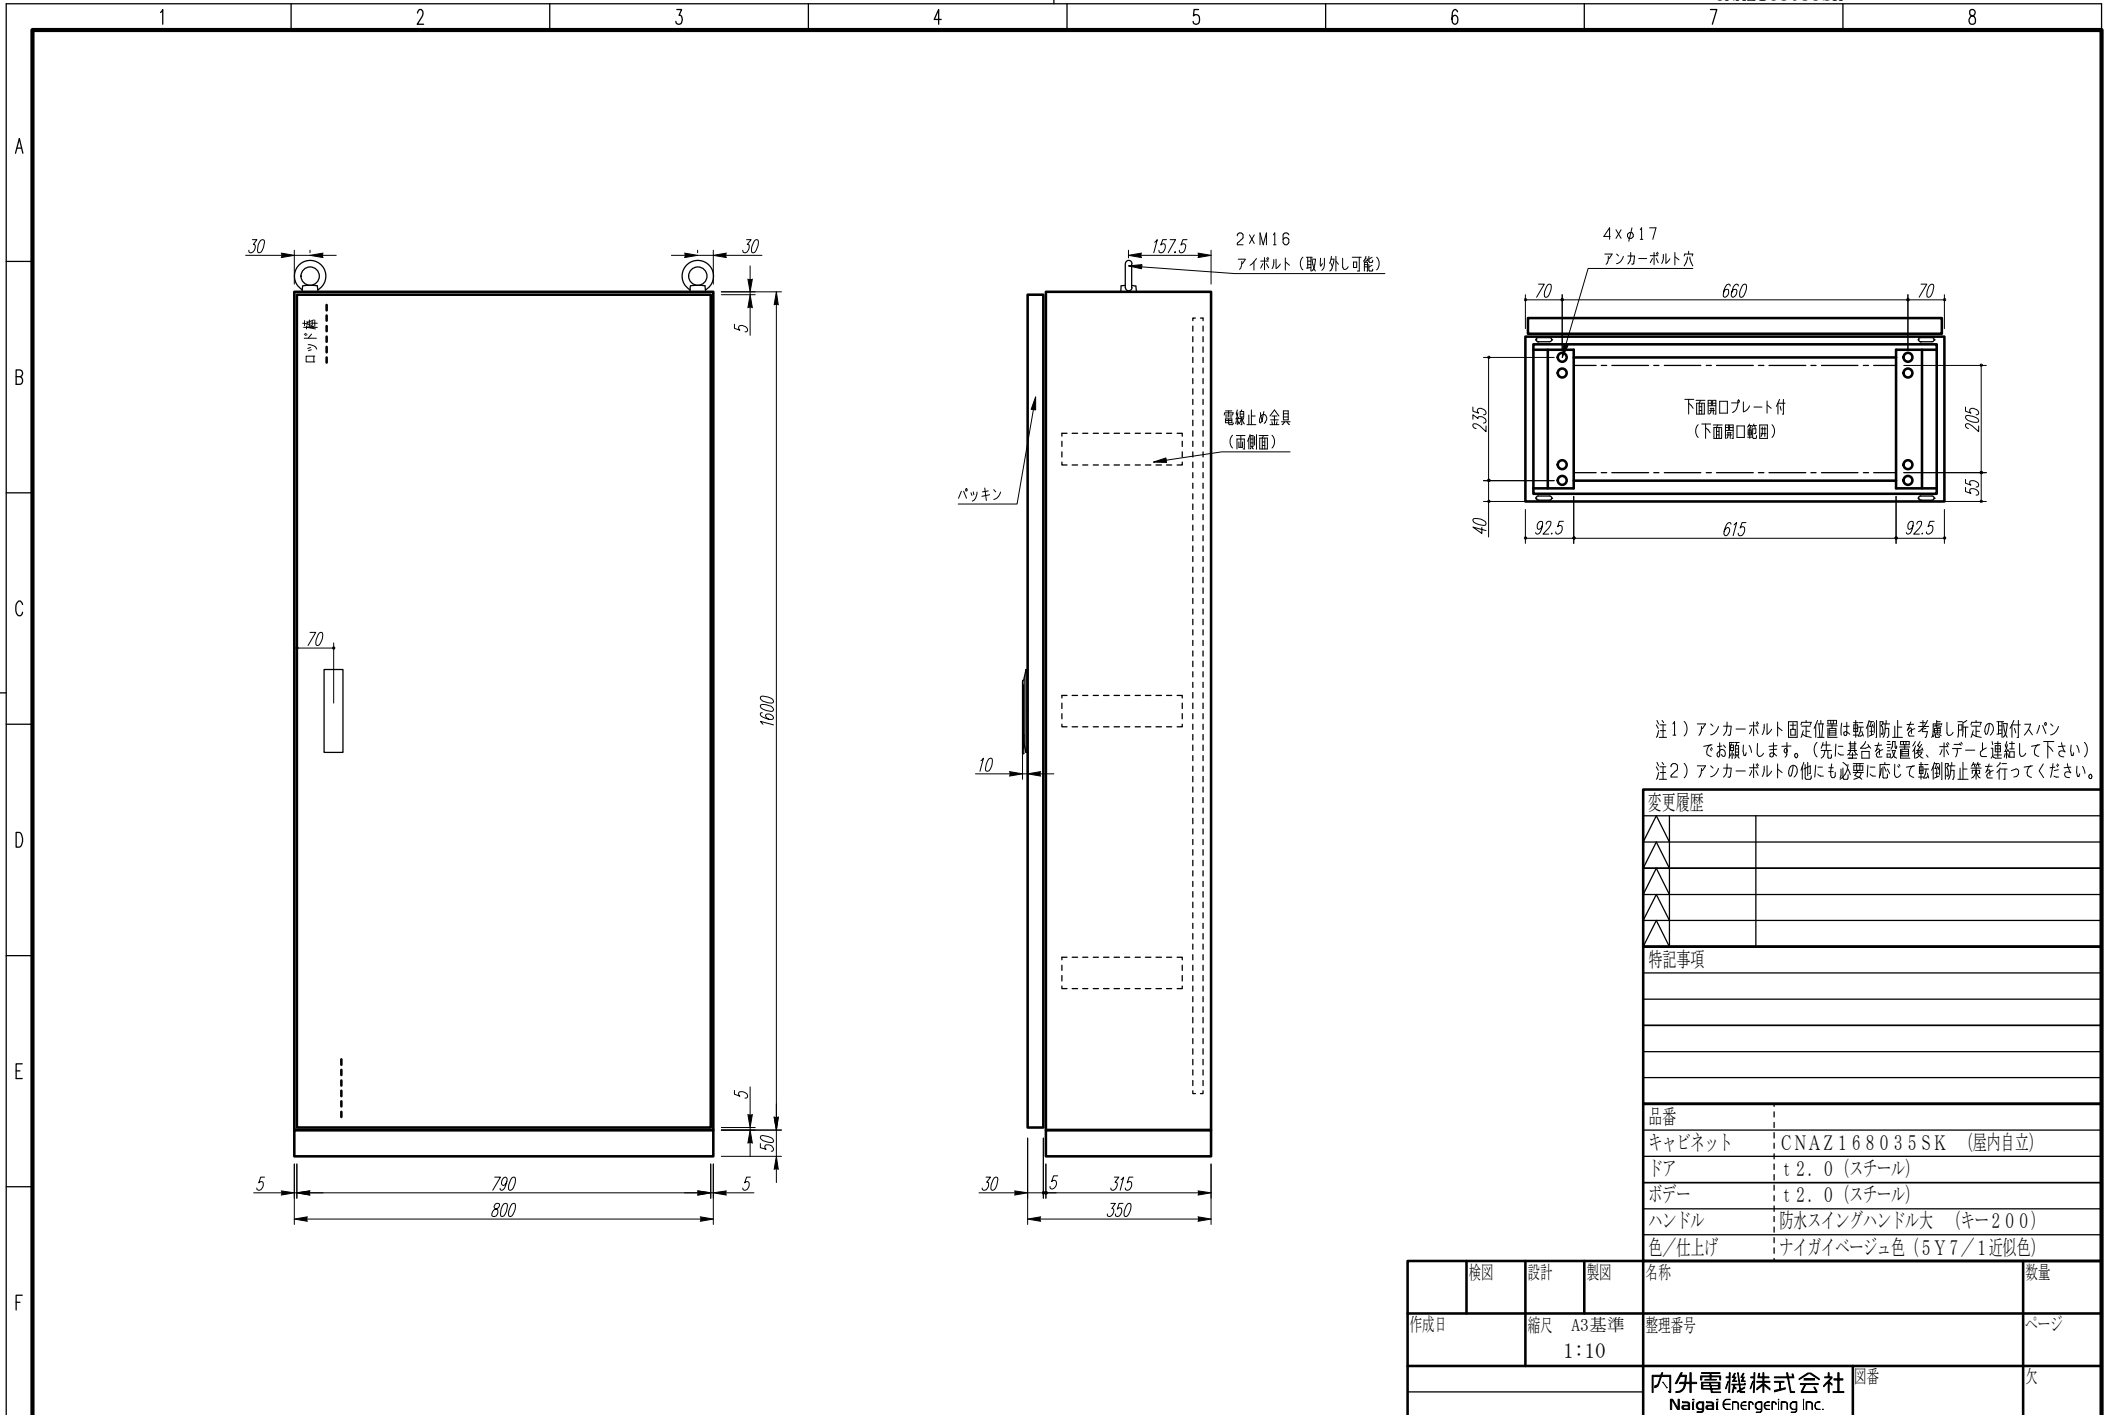 1 2 3 4 5 6 7 8
A
B
C
D
E
F
30
30
5
ロッド棒
70
1600
5
50
5
790
5
800
157.5
2×M16
アイボルト（取り外し可能）
電線止め金具
（両側面）
パッキン
10
30
5
315
350
4×φ17
アンカーボルト穴
70
660
70
235
40
下面開口プレート付
（下面開口範囲）
205
55
92.5
615
92.5
注1）アンカーボルト固定位置は転倒防止を考慮し所定の取付スパン
でお願いします。（先に基台を設置後、ボデーと連結して下さい）
注2）アンカーボルトの他にも必要に応じて転倒防止策を行ってください。
変更履歴
特記事項
品番
キャビネット CNAZ168035SK （屋内自立）
ドア t2.0（スチール）
ボデー t2.0（スチール）
ハンドル 防水スイングハンドル大 （キー200）
色／仕上げ ナイガイベージュ色（5Y7／1近似色）
検図 設計 製図 名称 数量
作成日 縮尺 A3基準 整理番号 ページ
1:10
内外電機株式会社 図番 欠
Naigai Energering Inc.